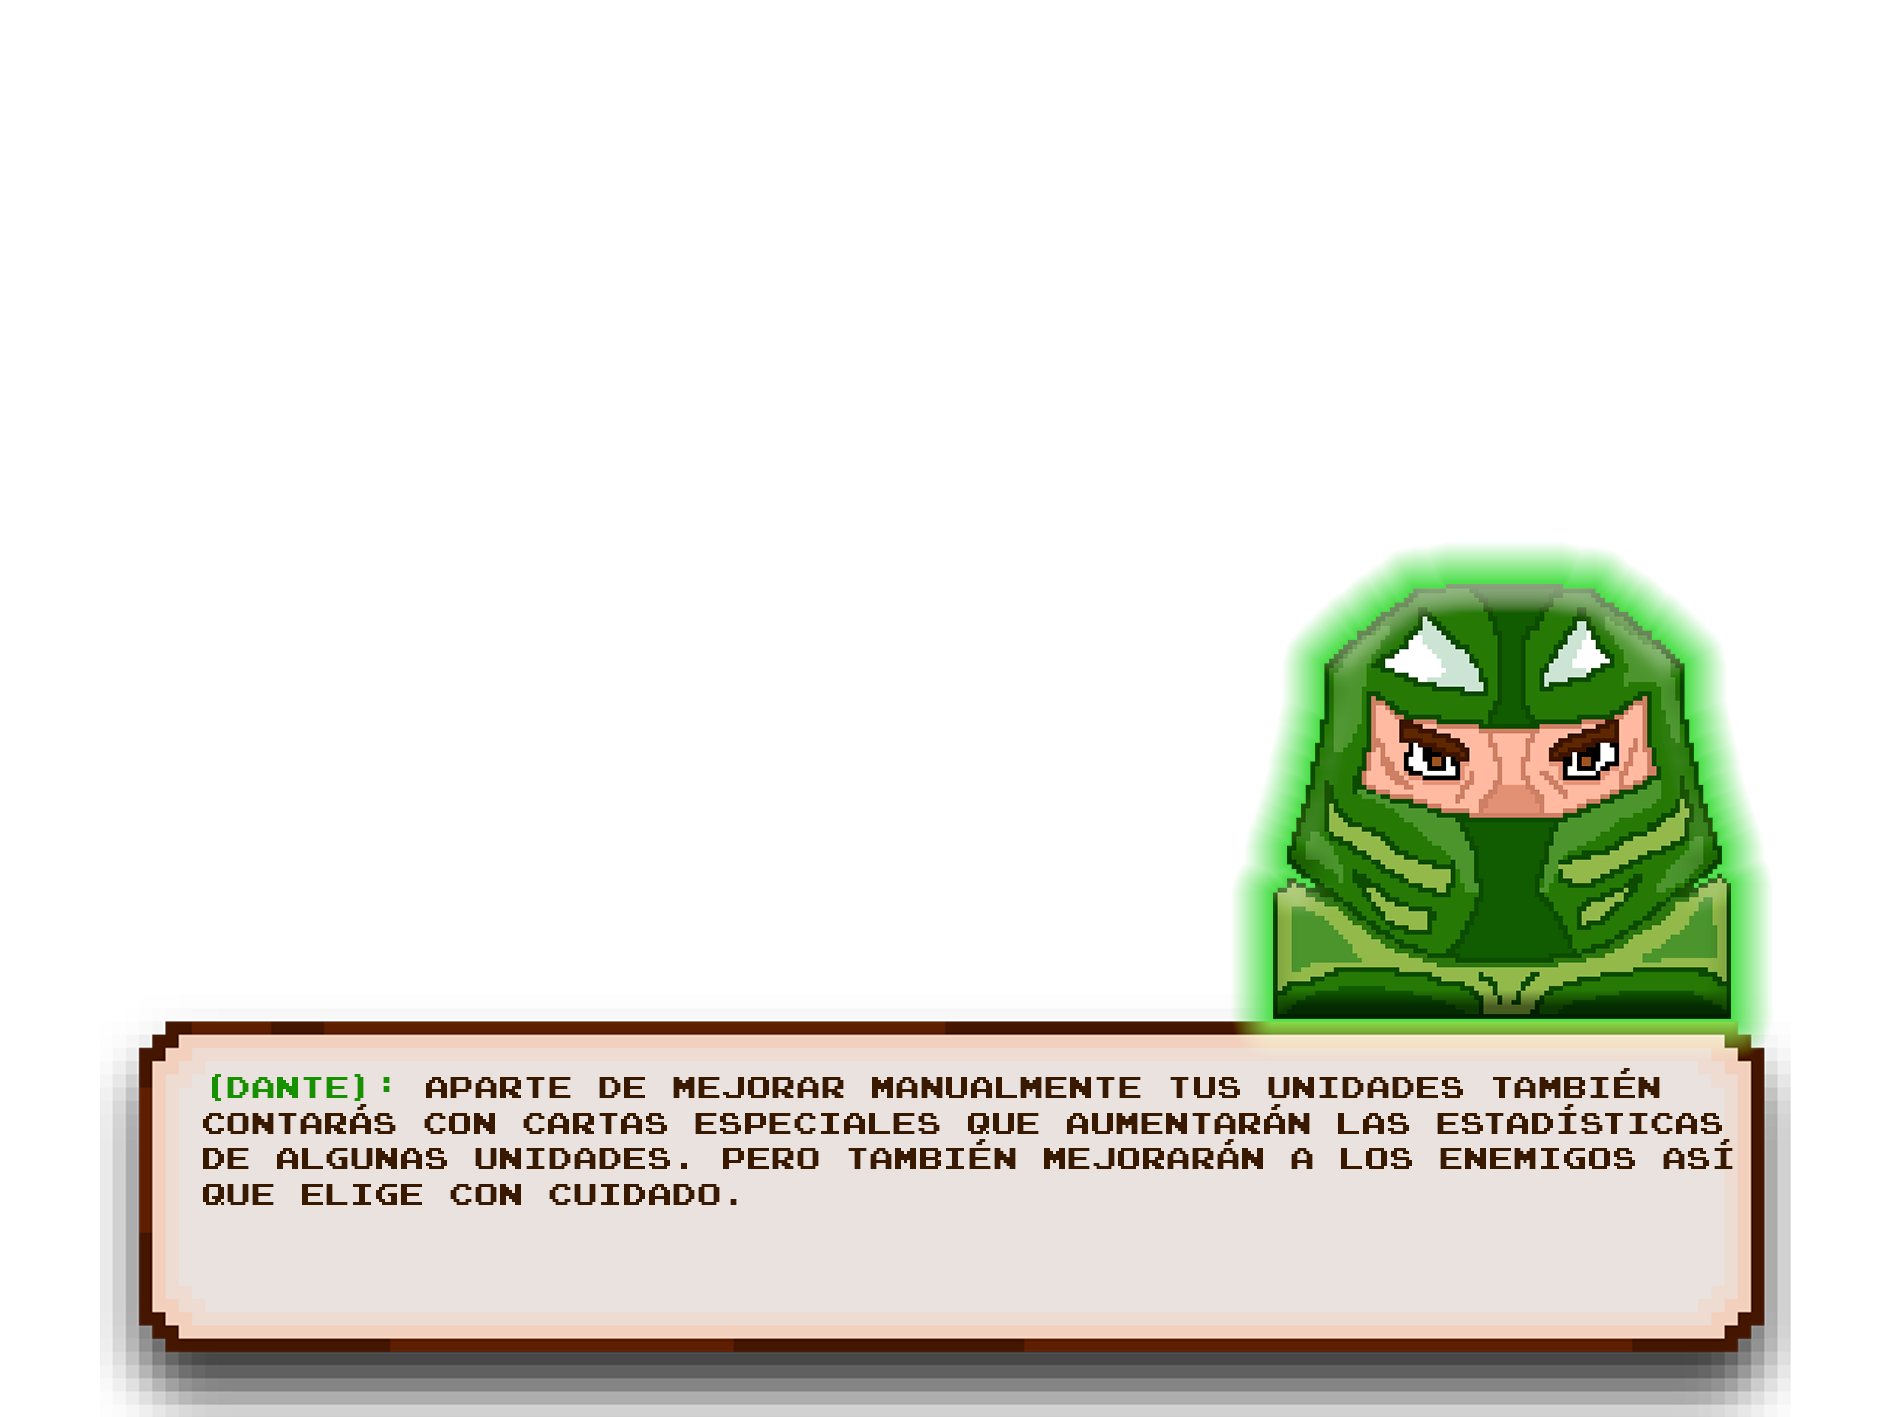 (DANTE): APARTE DE MEJORAR MANUALMENTE TUS UNIDADES TAMBIÉN
CONTARÁS CON CARTAS ESPECIALES QUE AUMENTARÁN LAS ESTADÍSTICAS
DE ALGUNAS UNIDADES. PERO TAMBIÉN MEJORARÁN A LOS ENEMIGOS ASÍ
QUE ELIGE CON CUIDADO.